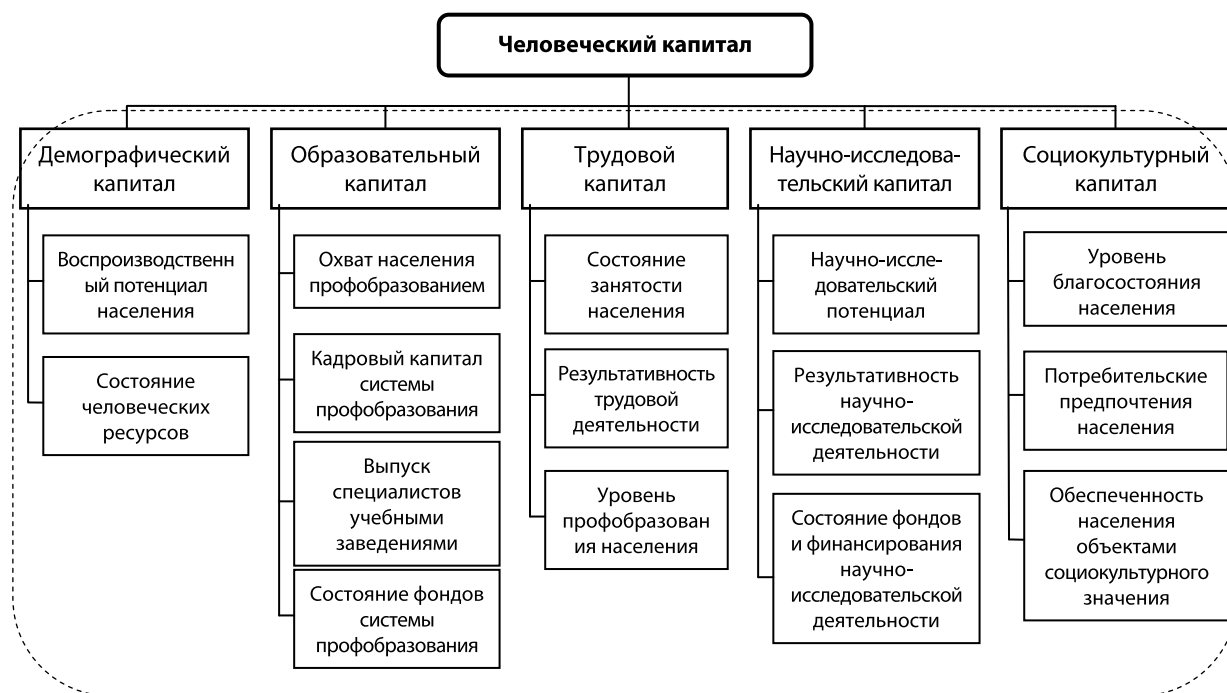 Человеческий капитал
Демографический
капитал
Воспроизводственн
ый потенциал
населения
Состояние
человеческих
ресурсов
Образовательный
капитал
Охват населения
профобразованием
Кадровый капитал
системы
профобразования
Выпуск
специалистов
учебными
заведениями
Состояние фондов
системы
профобразования
Трудовой
капитал
Состояние
занятости
населения
Результативность
трудовой
деятельности
Уровень
профобразован
ия населения
Научно-исследова-
тельский капитал
Научно-иссле-
довательский
потенциал
Результативность
научно-
исследовательской
деятельности
Состояние фондов
и финансирования
научно-
исследовательской
деятельности
Социокультурный
капитал
Уровень
благосостояния
населения
Потребительские
предпочтения
населения
Обеспеченность
населения
объектами
социокультурного
значения